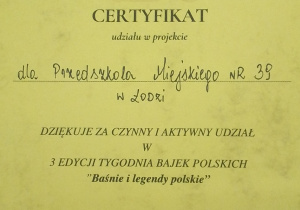 CERTYFIKAT
udziału w projekcie
dla Przedszkola Miejskiego NR 39
w Łodzi
DZIĘKUJE ZA CZYNNY I AKTYWNY UDZIAŁ
W
3 EDYCJI TYGODNIA BAJEK POLSKICH
"Baśnie i legendy polskie"